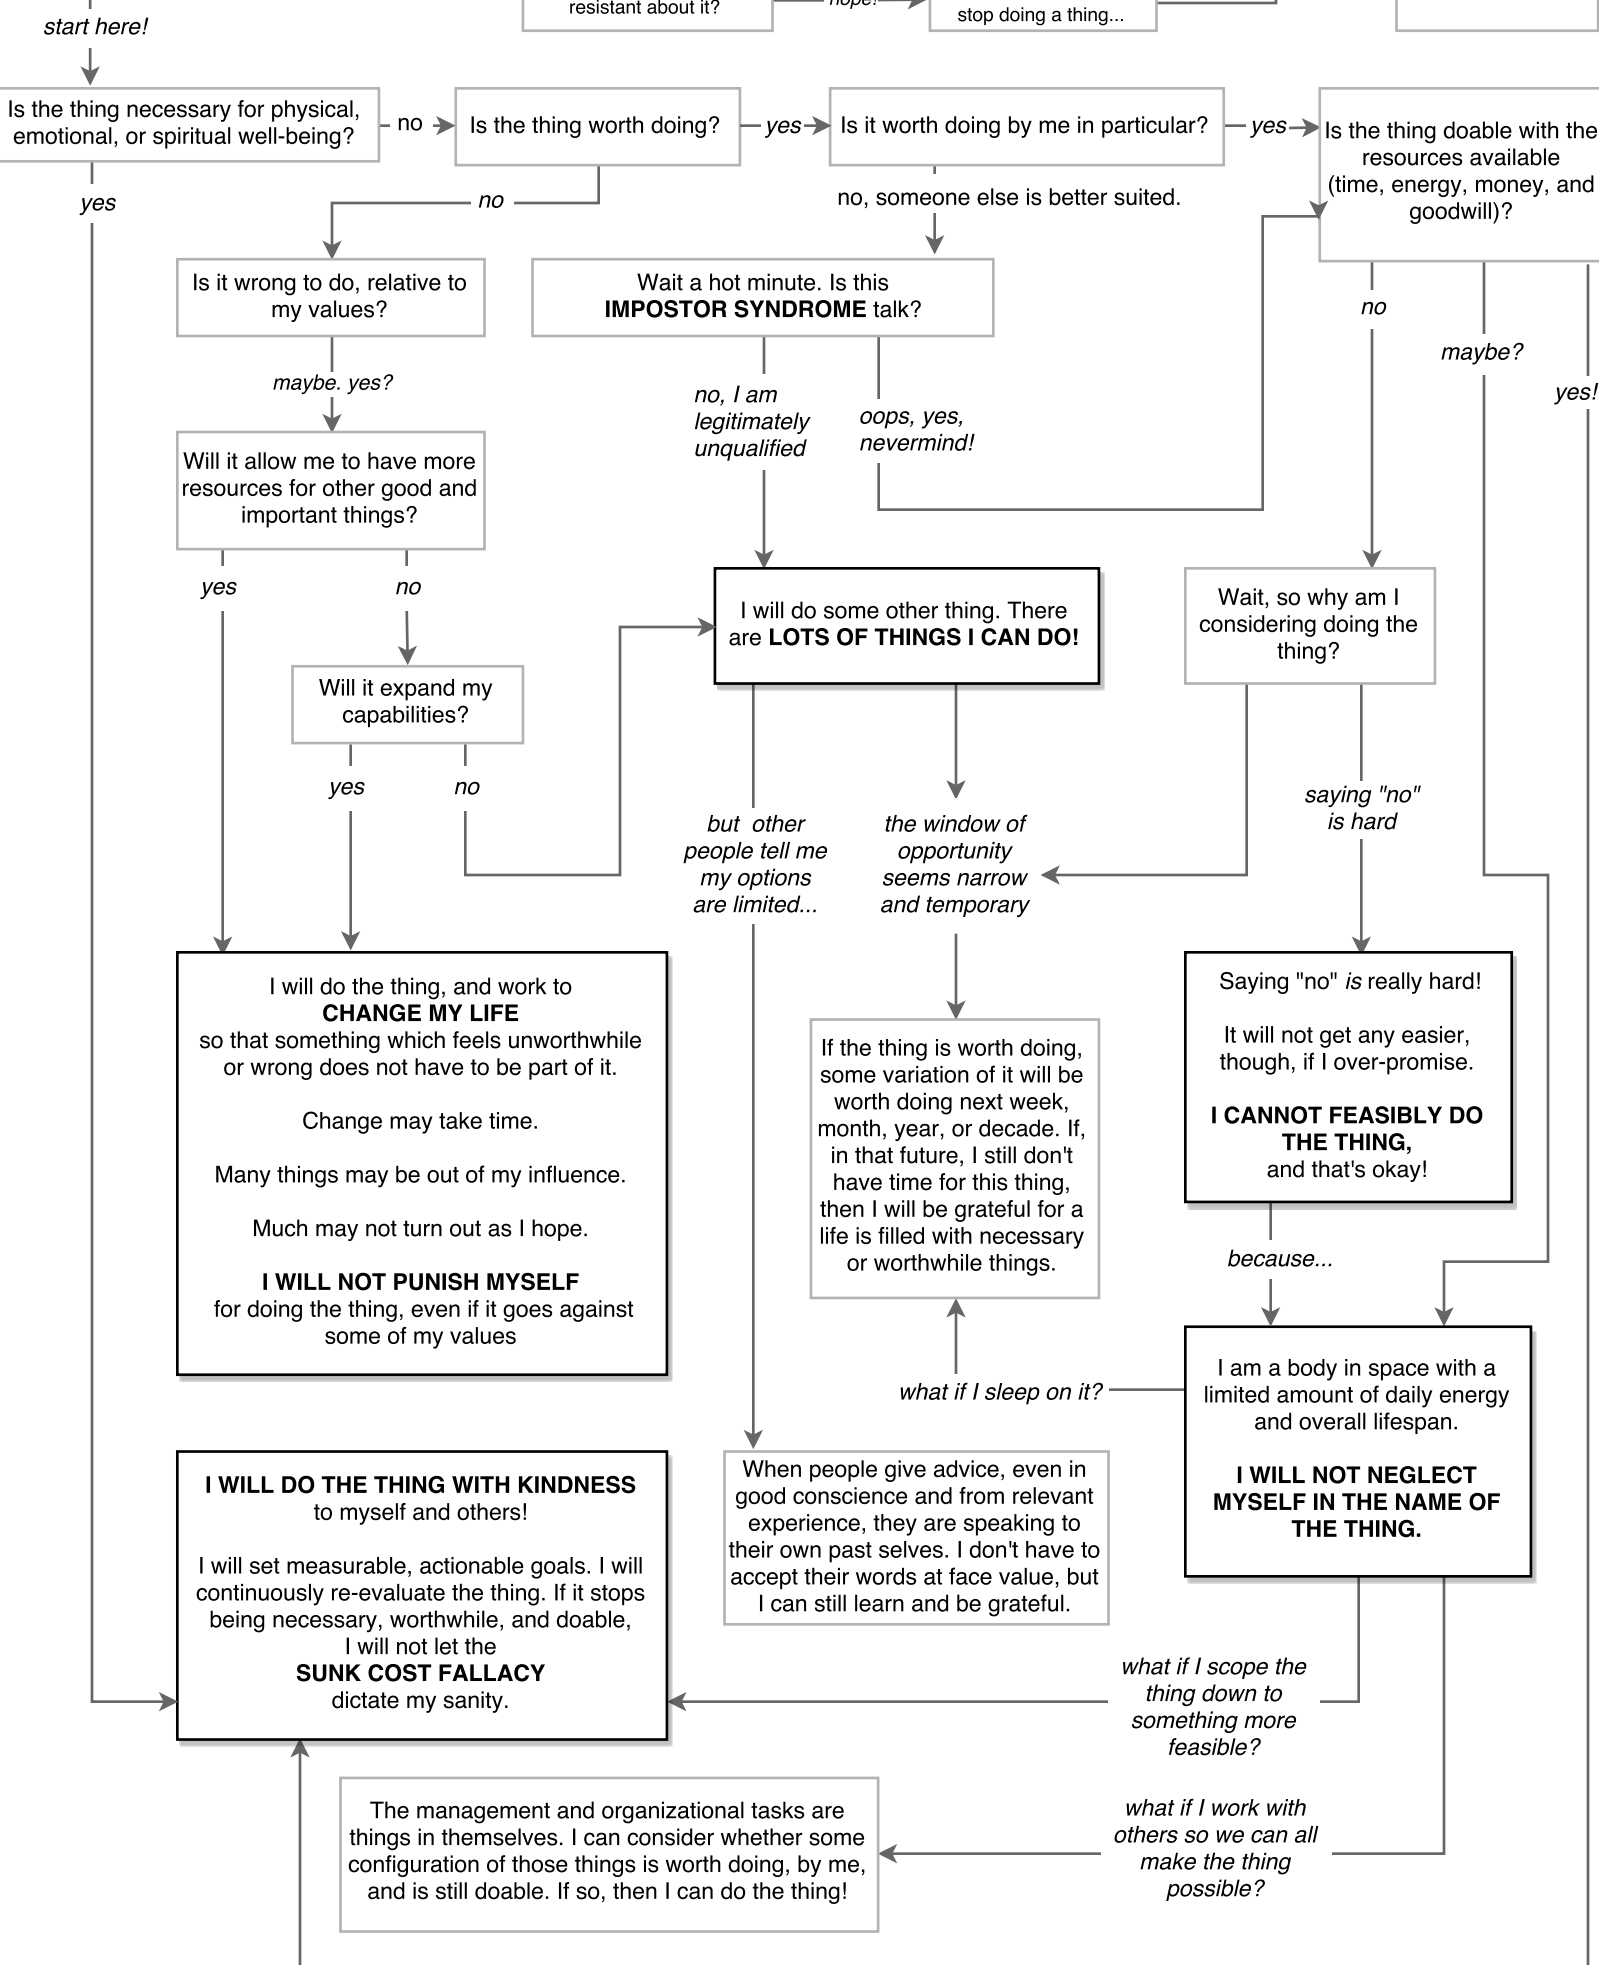 start here!
resistant about it?
nope!
stop doing a thing...
Is the thing necessary for physical,
emotional, or spiritual well-being?
no
Is the thing worth doing?
yes
Is it worth doing by me in particular?
yes
Is the thing doable with the
resources available
(time, energy, money, and
goodwill)?
yes
no
no, someone else is better suited.
Is it wrong to do, relative to
my values?
Wait a hot minute. Is this
IMPOSTOR SYNDROME talk?
no
maybe?
yes!
maybe. yes?
no, I am
legitimately
unqualified
oops, yes,
nevermind!
Will it allow me to have more
resources for other good and
important things?
yes
no
I will do some other thing. There
are LOTS OF THINGS I CAN DO!
Wait, so why am I
considering doing the
thing?
Will it expand my
capabilities?
yes
no
but other
people tell me
my options
are limited...
the window of
opportunity
seems narrow
and temporary
saying "no"
is hard
I will do the thing, and work to
CHANGE MY LIFE
so that something which feels unworthwhile
or wrong does not have to be part of it.
Change may take time.
Many things may be out of my influence.
Much may not turn out as I hope.
I WILL NOT PUNISH MYSELF
for doing the thing, even if it goes against
some of my values
If the thing is worth doing,
some variation of it will be
worth doing next week,
month, year, or decade. If,
in that future, I still don't
have time for this thing,
then I will be grateful for a
life is filled with necessary
or worthwhile things.
Saying "no" is really hard!
It will not get any easier,
though, if I over-promise.
I CANNOT FEASIBLY DO
THE THING,
and that's okay!
because...
what if I sleep on it?
I am a body in space with a
limited amount of daily energy
and overall lifespan.
I WILL NOT NEGLECT
MYSELF IN THE NAME OF
THE THING.
I WILL DO THE THING WITH KINDNESS
to myself and others!
I will set measurable, actionable goals. I will
continuously re-evaluate the thing. If it stops
being necessary, worthwhile, and doable,
I will not let the
SUNK COST FALLACY
dictate my sanity.
When people give advice, even in
good conscience and from relevant
experience, they are speaking to
their own past selves. I don't have to
accept their words at face value, but
I can still learn and be grateful.
what if I scope the
thing down to
something more
feasible?
The management and organizational tasks are
things in themselves. I can consider whether some
configuration of those things is worth doing, by me,
and is still doable. If so, then I can do the thing!
what if I work with
others so we can all
make the thing
possible?